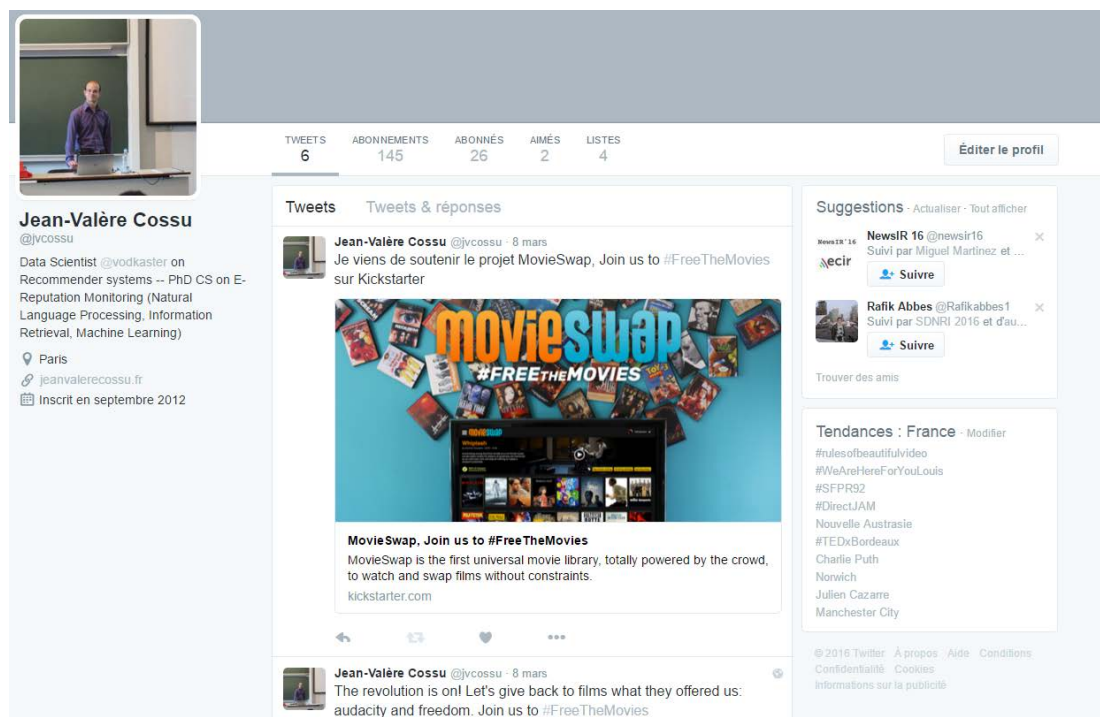 TWEETS
6
ABONNEMENTS
145
ABONNÉS
26
AIMÉS
2
LISTES
4
Éditer le profil
Jean-Valère Cossu
@jvcossu
Data Scientist @vodkaster on
Recommender systems -- PhD CS on E-
Reputation Monitoring (Natural
Language Processing, Information
Retrieval, Machine Learning)
Paris
jeanvalerecossu.fr
Inscrit en septembre 2012
Tweets Tweets & réponses
Jean-Valère Cossu @jvcossu · 8 mars
Je viens de soutenir le projet MovieSwap, Join us to #FreeTheMovies
sur Kickstarter
MOVIESWAP
#FREETHEMOVIES
MOVIESWAP
Whiplash
MovieSwap, Join us to #FreeTheMovies
MovieSwap is the first universal movie library, totally powered by the crowd,
to watch and swap films without constraints.
kickstarter.com
Jean-Valère Cossu @jvcossu · 8 mars
The revolution is on! Let's give back to films what they offered us:
audacity and freedom. Join us to #FreeTheMovies
Suggestions · Actualiser · Tout afficher
NewsIR'16
ecir
NewsIR 16 @newsir16
Suivi par Miguel Martinez et ...
Suivre
Rafik Abbes @Rafikabbes1
Suivi par SDNRI 2016 et d'au...
Suivre
Trouver des amis
Tendances : France · Modifier
#rulesofbeautifulvideo
#WeAreHereForYouLouis
#SFPR92
#DirectJAM
Nouvelle Austrasie
#TEDxBordeaux
Charlie Puth
Norwich
Julien Cazarre
Manchester City
© 2016 Twitter À propos Aide Conditions
Confidentialité Cookies
Informations sur la publicité